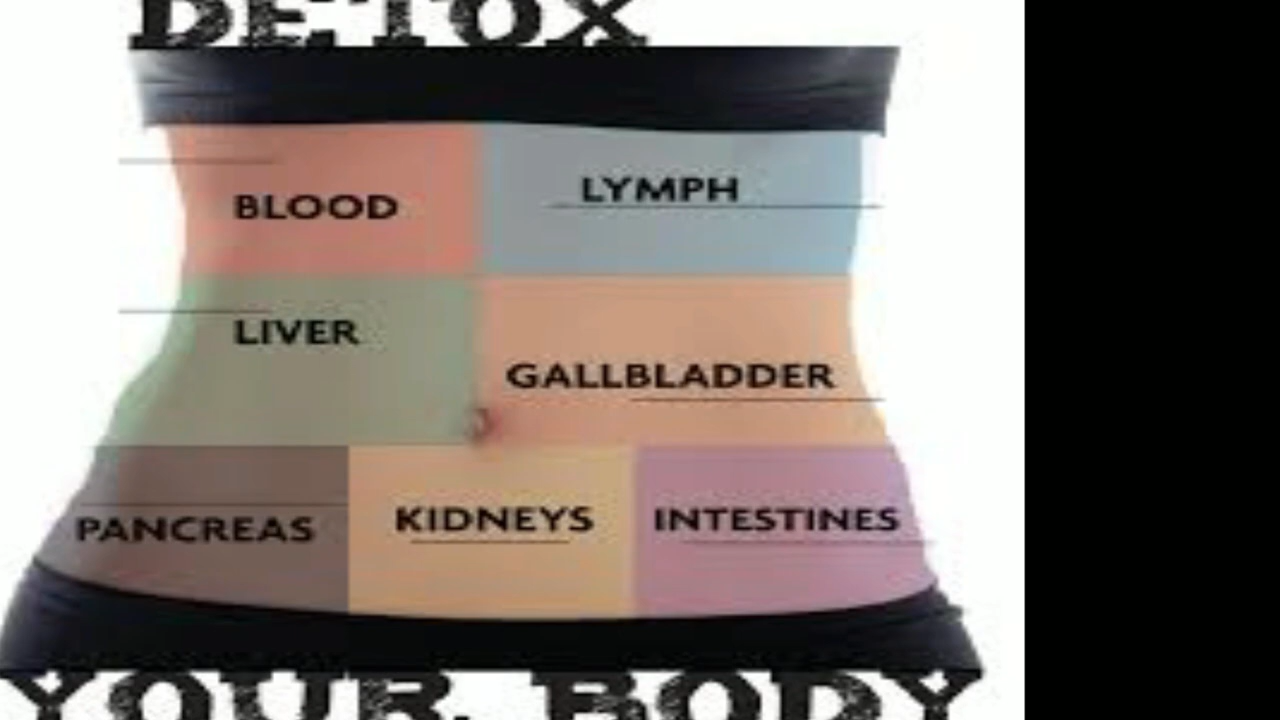 DETOX
BLOOD
LYMPH
LIVER
GALLBLADDER
PANCREAS
KIDNEYS
INTESTINES
YOUR BODY